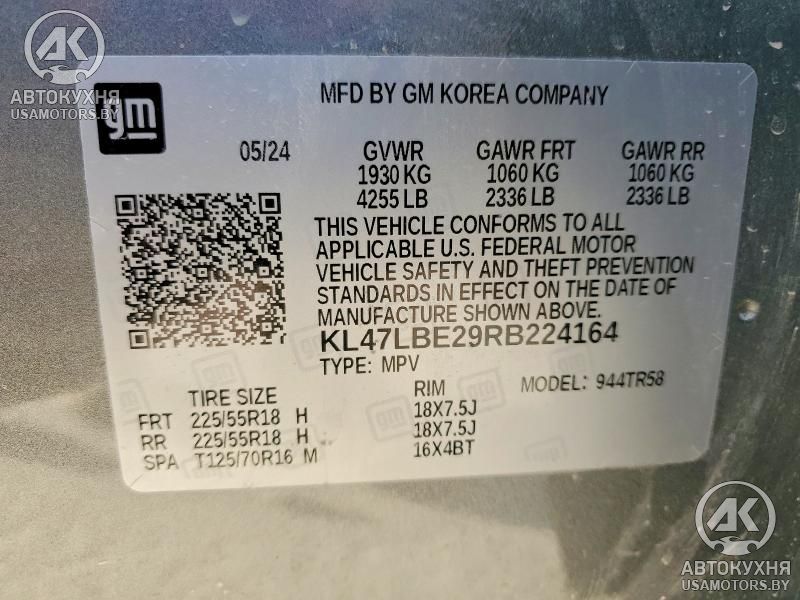 АК
АВТОКУХНЯ
USAMOTORS.BY
gm
MFD BY GM KOREA COMPANY
05/24 GVWR GAWR FRT GAWR RR
1930 KG 1060 KG 1060 KG
4255 LB 2336 LB 2336 LB
THIS VEHICLE CONFORMS TO ALL
APPLICABLE U.S. FEDERAL MOTOR
VEHICLE SAFETY AND THEFT PREVENTION
STANDARDS IN EFFECT ON THE DATE OF
MANUFACTURE SHOWN ABOVE.
KL47LBE29RB224164
TYPE: MPV
MODEL: 944TR58
TIRE SIZE RIM
FRT 225/55R18 H 18X7.5J
RR 225/55R18 H 18X7.5J
SPA T125/70R16 M 16X4BT
gm
gm
АК
АВТОКУХНЯ
USAMOTORS.BY